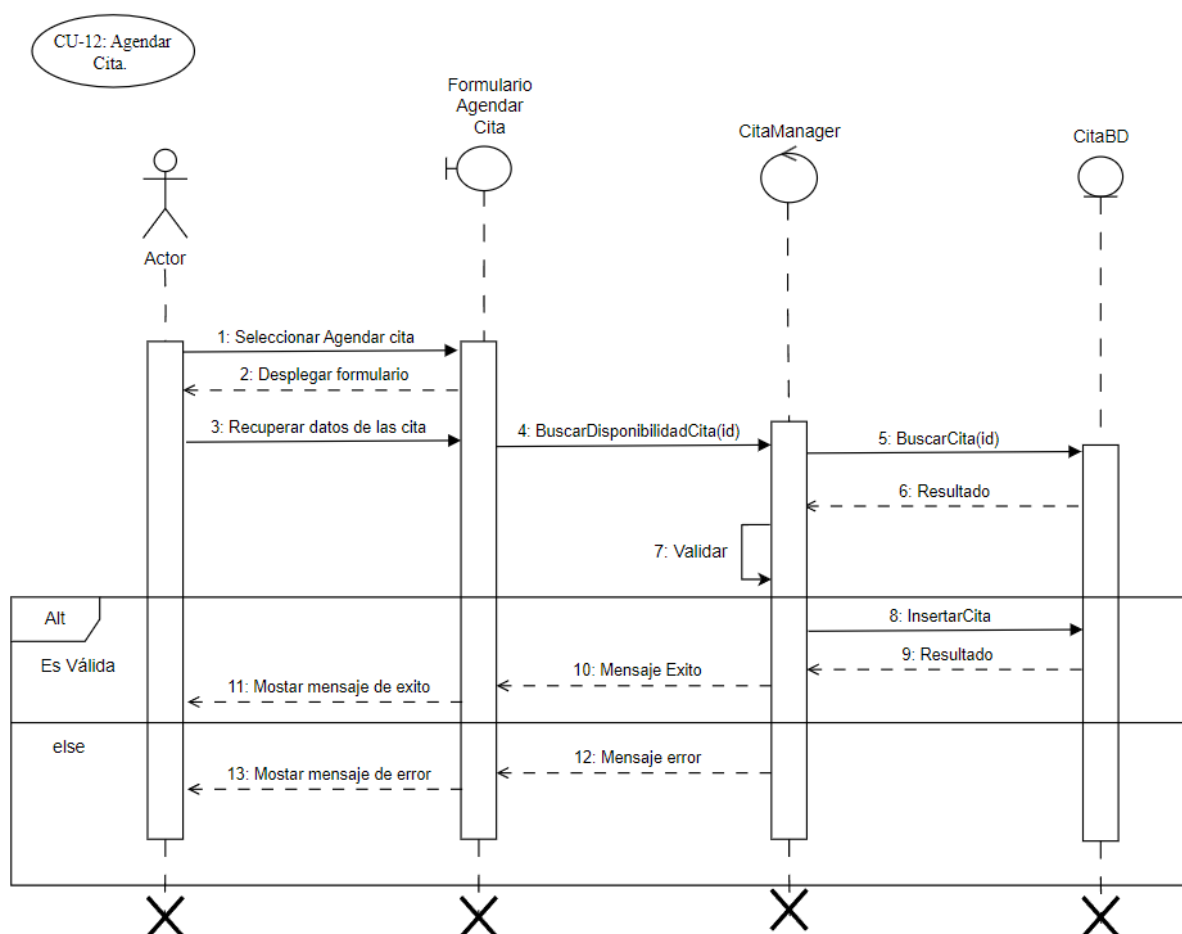 CU-12: Agendar
Cita.
Formulario
Agendar
Cita
CitaManager
CitaBD
Actor
1: Seleccionar Agendar cita
2: Desplegar formulario
3: Recuperar datos de las cita
4: BuscarDisponibilidadCita(id)
5: BuscarCita(id)
6: Resultado
7: Validar
Alt
8: InsertarCita
Es Válida
9: Resultado
10: Mensaje Exito
11: Mostar mensaje de exito
else
12: Mensaje error
13: Mostar mensaje de error